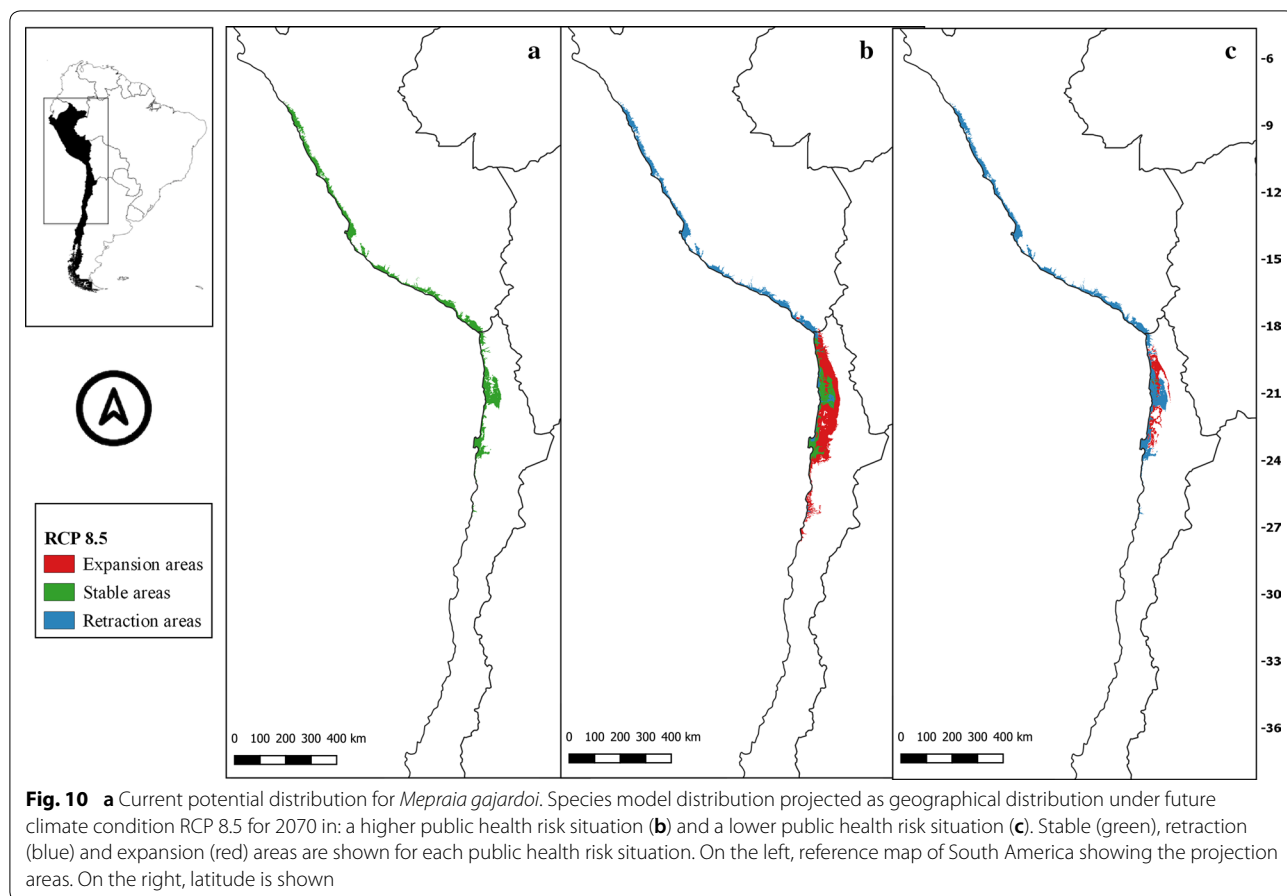 a
b
c
-6
-9
-12
-15
-18
-21
-24
-27
-30
-33
-36
RCP 8.5
Expansion areas
Stable areas
Retraction areas
0 100 200 300 400 km
0 100 200 300 400 km
0 100 200 300 400 km
Fig. 10 a Current potential distribution for Mepraia gajardoi. Species model distribution projected as geographical distribution under future
climate condition RCP 8.5 for 2070 in: a higher public health risk situation (b) and a lower public health risk situation (c). Stable (green), retraction
(blue) and expansion (red) areas are shown for each public health risk situation. On the left, reference map of South America showing the projection
areas. On the right, latitude is shown